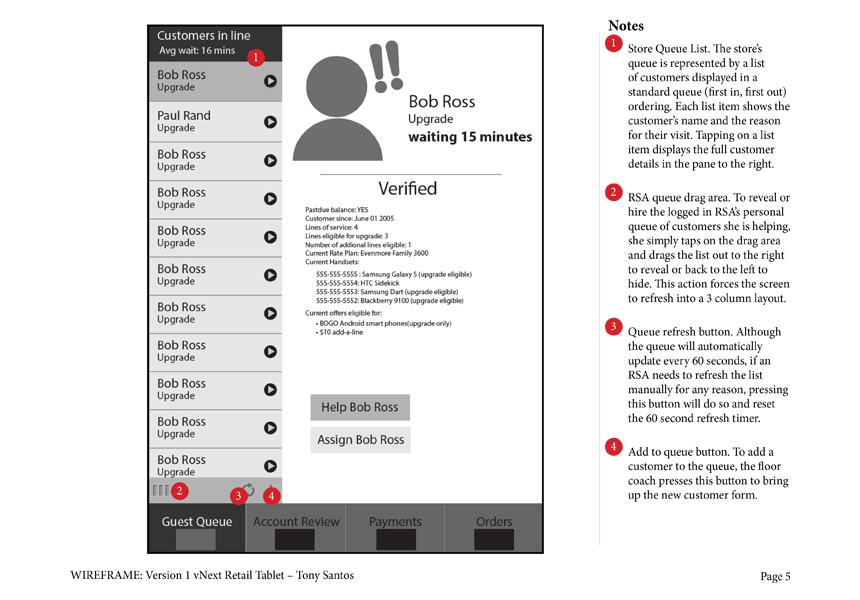 Customers in line
Avg wait: 16 mins
1
Bob Ross
Upgrade
Paul Rand
Upgrade
Bob Ross
Upgrade
Bob Ross
Upgrade
Bob Ross
Upgrade
Bob Ross
Upgrade
Bob Ross
Upgrade
Bob Ross
Upgrade
Bob Ross
Upgrade
Bob Ross
Upgrade
Bob Ross
Upgrade
2
3
4
!!
Bob Ross
Upgrade
waiting 15 minutes
Verified
Pastdue balance: YES
Customer since: June 01 2005
Lines of service: 4
Lines eligible for upgrade: 3
Number of addional lines eligible: 1
Current Rate Plan: Evenmore Family 3600
Current Handsets:
555-555-5555 : Samsung Galaxy S (upgrade eligible)
555-555-5554: HTC Sidekick
555-555-5553: Samsung Dart (upgrade eligible)
555-555-5552: Blackberry 9100 (upgrade eligible)
Current offers eligible for:
• BOGO Android smart phones(upgrade only)
• $10 add-a-line
Help Bob Ross
Assign Bob Ross
Guest Queue
Account Review
Payments
Orders
Notes
1
Store Queue List. The store's
queue is represented by a list
of customers displayed in a
standard queue (first in, first out)
ordering. Each list item shows the
customer's name and the reason
for their visit. Tapping on a list
item displays the full customer
details in the pane to the right.
2
RSA queue drag area. To reveal or
hire the logged in RSA's personal
queue of customers she is helping,
she simply taps on the drag area
and drags the list out to the right
to reveal or back to the left to
hide. This action forces the screen
to refresh into a 3 column layout.
3
Queue refresh button. Although
the queue will automatically
update every 60 seconds, if an
RSA needs to refresh the list
manually for any reason, pressing
this button will do so and reset
the 60 second refresh timer.
4
Add to queue button. To add a
customer to the queue, the floor
coach presses this button to bring
up the new customer form.
WIREFRAME: Version 1 vNext Retail Tablet – Tony Santos
Page 5